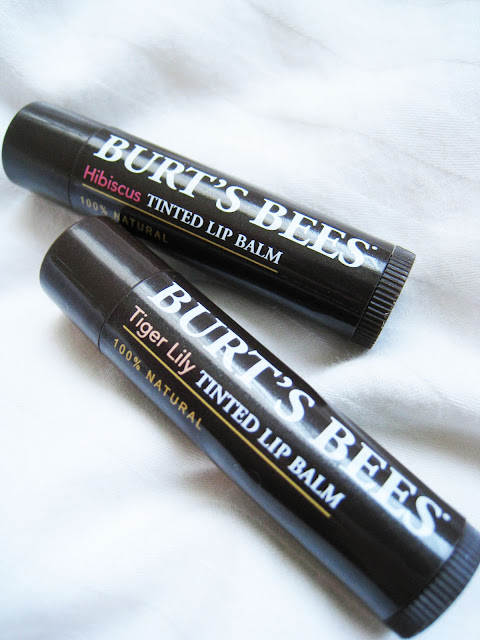 BURT'S BEES
Hibiscus TINTED LIP BALM
100% NATURAL
BURT'S BEES
Tiger Lily TINTED LIP BALM
100% NATURAL